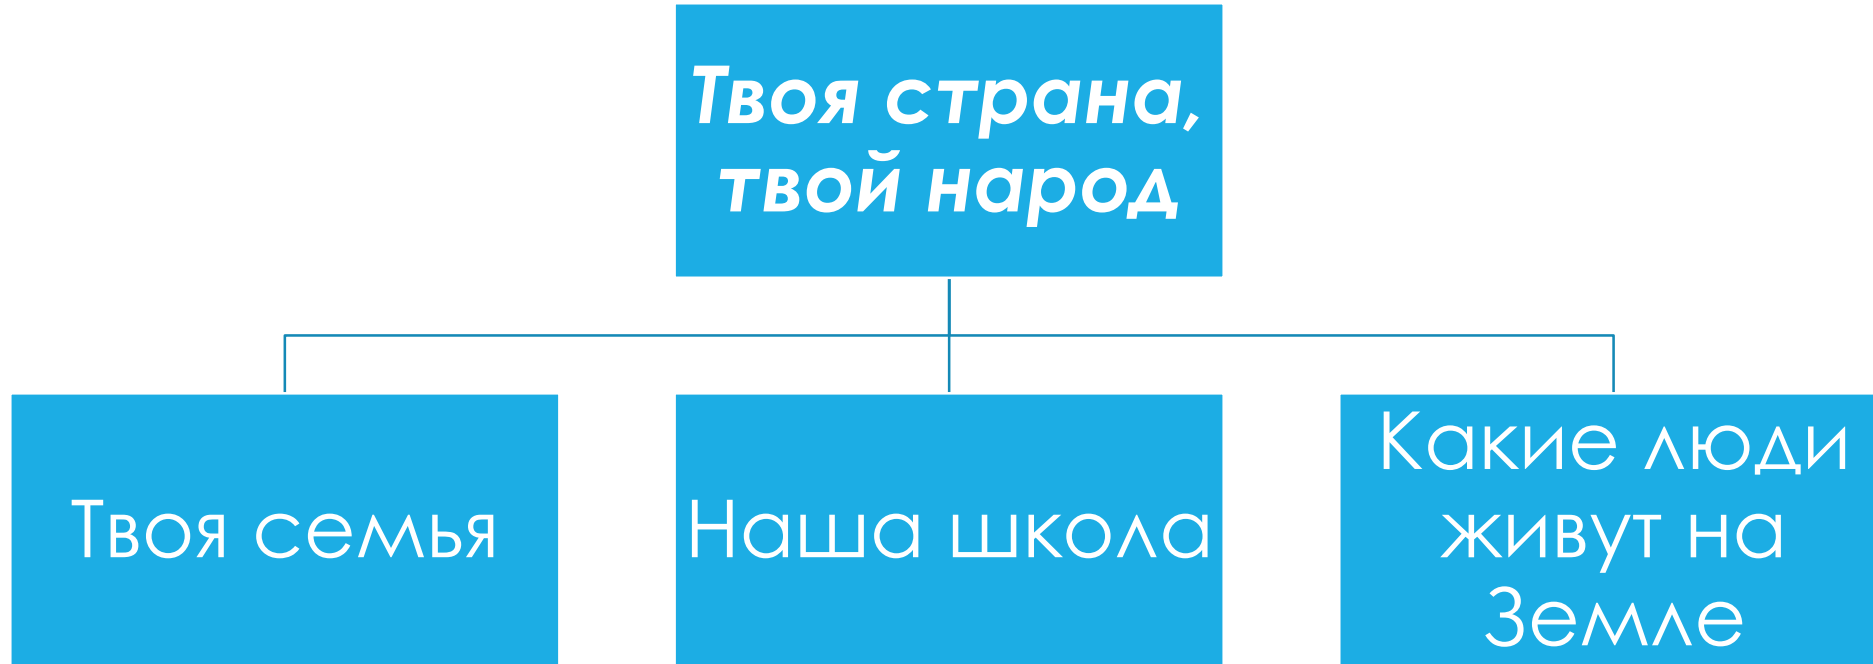 Твоя страна,
твой народ
Твоя семья
Наша школа
Какие люди
живут на
Земле